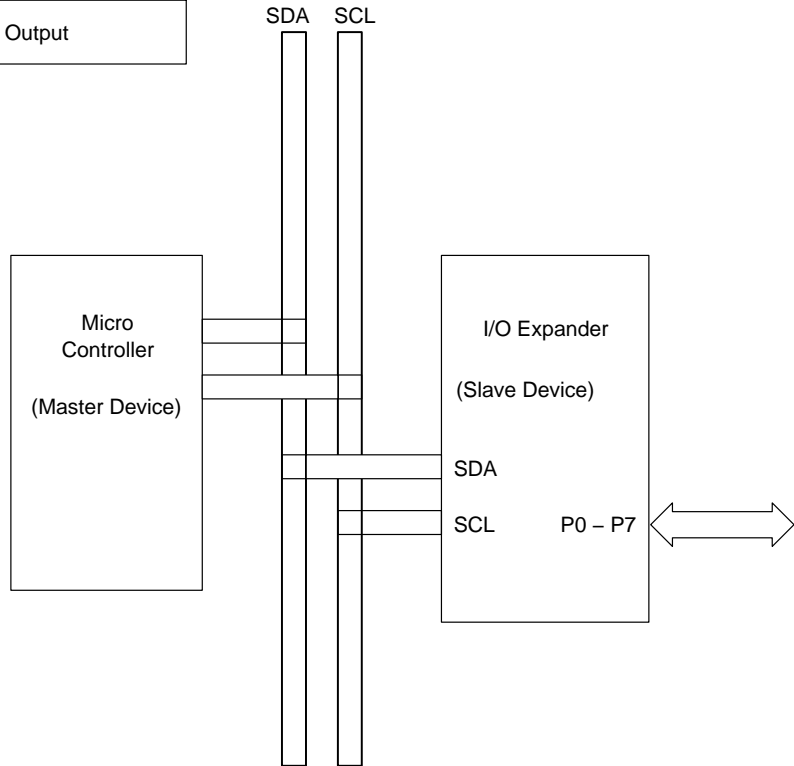 Output
SDA SCL
Micro
Controller
(Master Device)
I/O Expander
(Slave Device)
SDA
SCL P0 – P7